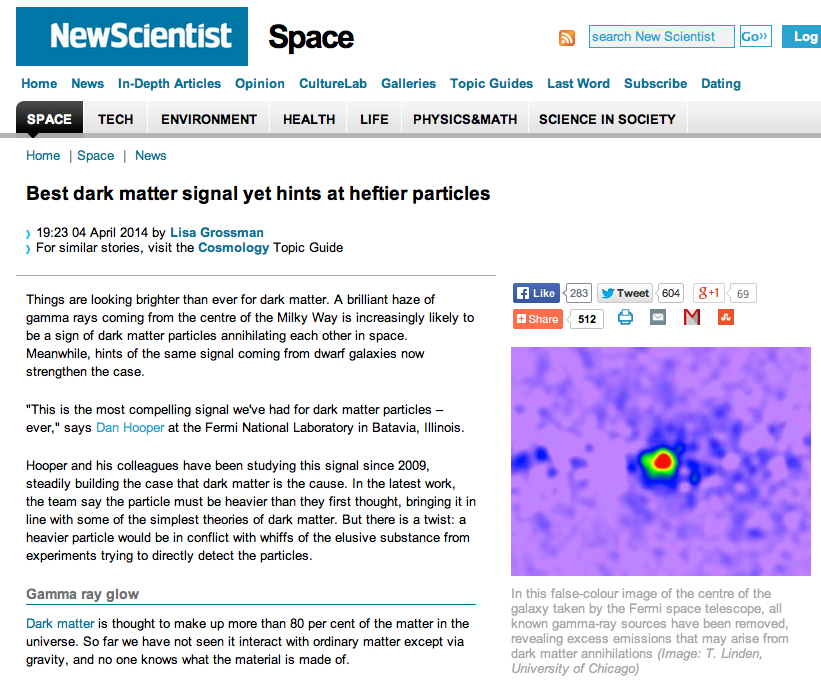 NewScientist
Space
search New Scientist
Go››
Log
Home News In-Depth Articles Opinion CultureLab Galleries Topic Guides Last Word Subscribe Dating
SPACE TECH ENVIRONMENT HEALTH LIFE PHYSICS&MATH SCIENCE IN SOCIETY
Home | Space | News
Best dark matter signal yet hints at heftier particles
19:23 04 April 2014 by Lisa Grossman
For similar stories, visit the Cosmology Topic Guide
Things are looking brighter than ever for dark matter. A brilliant haze of
gamma rays coming from the centre of the Milky Way is increasingly likely to
be a sign of dark matter particles annihilating each other in space.
Meanwhile, hints of the same signal coming from dwarf galaxies now
strengthen the case.
"This is the most compelling signal we've had for dark matter particles –
ever," says Dan Hooper at the Fermi National Laboratory in Batavia, Illinois.
Hooper and his colleagues have been studying this signal since 2009,
steadily building the case that dark matter is the cause. In the latest work,
the team say the particle must be heavier than they first thought, bringing it in
line with some of the simplest theories of dark matter. But there is a twist: a
heavier particle would be in conflict with whiffs of the elusive substance from
experiments trying to directly detect the particles.
Gamma ray glow
Dark matter is thought to make up more than 80 per cent of the matter in the
universe. So far we have not seen it interact with ordinary matter except via
gravity, and no one knows what the material is made of.
Like 283 Tweet 604 g+1 69
Share 512
In this false-colour image of the centre of the
galaxy taken by the Fermi space telescope, all
known gamma-ray sources have been removed,
revealing excess emissions that may arise from
dark matter annihilations (Image: T. Linden,
University of Chicago)